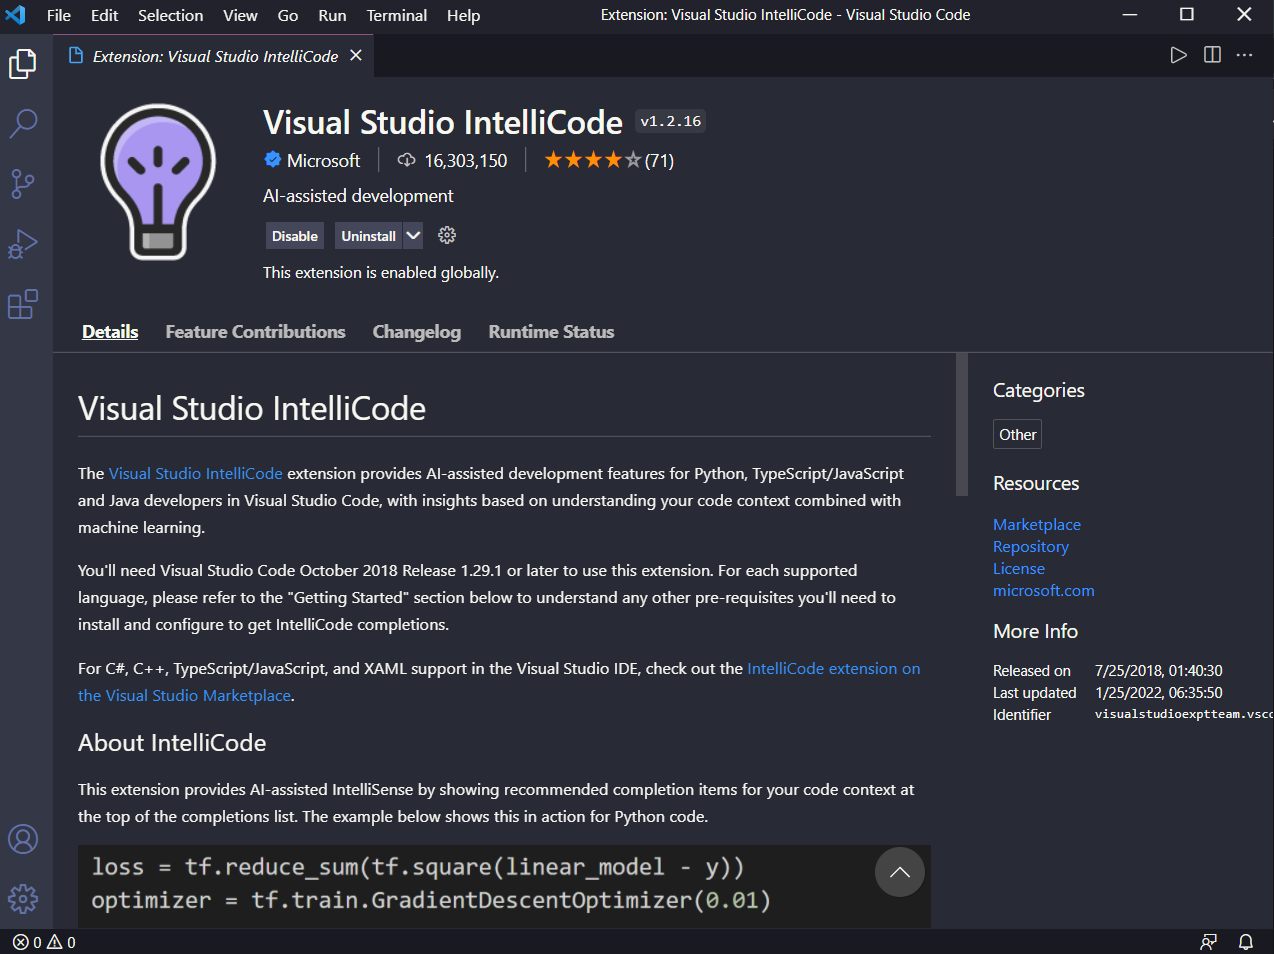 File Edit Selection View Go Run Terminal Help
Extension: Visual Studio IntelliCode - Visual Studio Code
Extension: Visual Studio IntelliCode
Visual Studio IntelliCode v1.2.16
Microsoft 16,303,150 (71)
AI-assisted development
Disable Uninstall
This extension is enabled globally.
Details Feature Contributions Changelog Runtime Status
Visual Studio IntelliCode
The Visual Studio IntelliCode extension provides AI-assisted development features for Python, TypeScript/JavaScript
and Java developers in Visual Studio Code, with insights based on understanding your code context combined with
machine learning.
You'll need Visual Studio Code October 2018 Release 1.29.1 or later to use this extension. For each supported
language, please refer to the "Getting Started" section below to understand any other pre-requisites you'll need to
install and configure to get IntelliCode completions.
For C#, C++, TypeScript/JavaScript, and XAML support in the Visual Studio IDE, check out the IntelliCode extension on
the Visual Studio Marketplace.
About IntelliCode
This extension provides AI-assisted IntelliSense by showing recommended completion items for your code context at
the top of the completions list. The example below shows this in action for Python code.
loss = tf.reduce_sum(tf.square(linear_model - y))
optimizer = tf.train.GradientDescentOptimizer(0.01)
Categories
Other
Resources
Marketplace
Repository
License
microsoft.com
More Info
Released on 7/25/2018, 01:40:30
Last updated 1/25/2022, 06:35:50
Identifier visualstudioexptteam.vsco
0 0